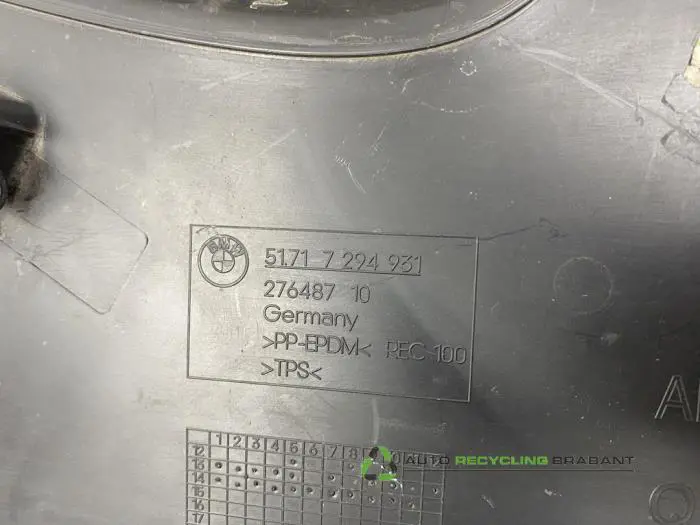 BMW
51.71 7 294 931
276487 10
Germany
>PP-EPDM< REC 100
>TPS<
1 2 3 4 5 6 7 8
12
13
14
15
16
17
AUTO RECYCLING BRABANT